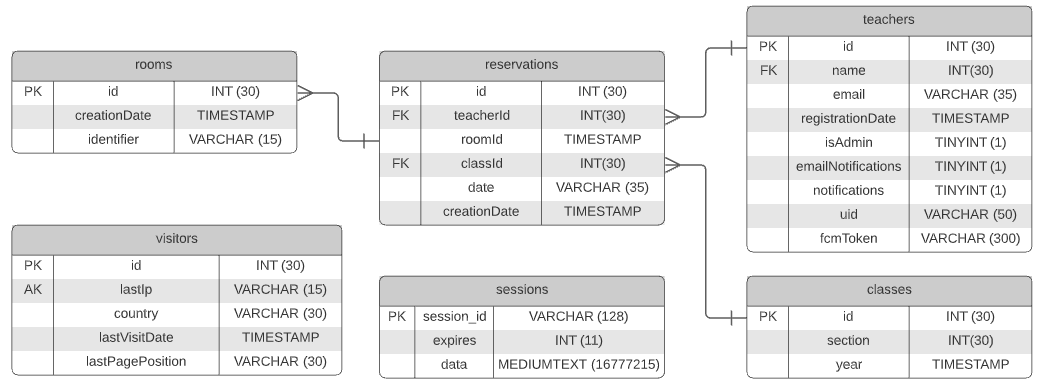 rooms
PK id INT (30)
creationDate TIMESTAMP
identifier VARCHAR (15)
reservations
PK id INT (30)
FK teacherId INT(30)
roomId TIMESTAMP
FK classId INT(30)
date VARCHAR (35)
creationDate TIMESTAMP
teachers
PK id INT (30)
FK name INT(30)
email VARCHAR (35)
registrationDate TIMESTAMP
isAdmin TINYINT (1)
emailNotifications TINYINT (1)
notifications TINYINT (1)
uid VARCHAR (50)
fcmToken VARCHAR (300)
visitors
PK id INT (30)
AK lastIp VARCHAR (15)
country VARCHAR (30)
lastVisitDate TIMESTAMP
lastPagePosition VARCHAR (30)
sessions
PK session_id VARCHAR (128)
expires INT (11)
data MEDIUMTEXT (16777215)
classes
PK id INT (30)
section INT(30)
year TIMESTAMP